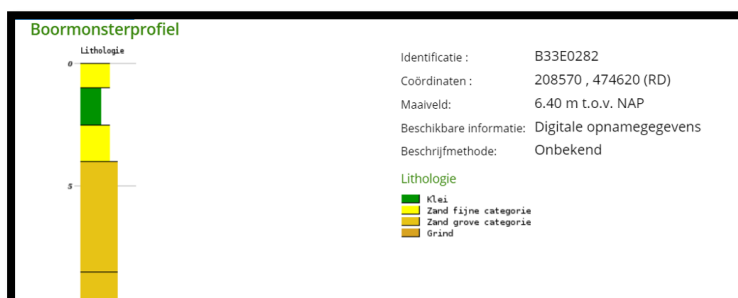 Boormonsterprofiel
Lithologie
0
5
Identificatie : B33E0282
Coördinaten : 208570 , 474620 (RD)
Maaiveld: 6.40 m t.o.v. NAP
Beschikbare informatie: Digitale opnamegegevens
Beschrijfmethode: Onbekend
Lithologie
Klei
Zand fijne categorie
Zand grove categorie
Grind